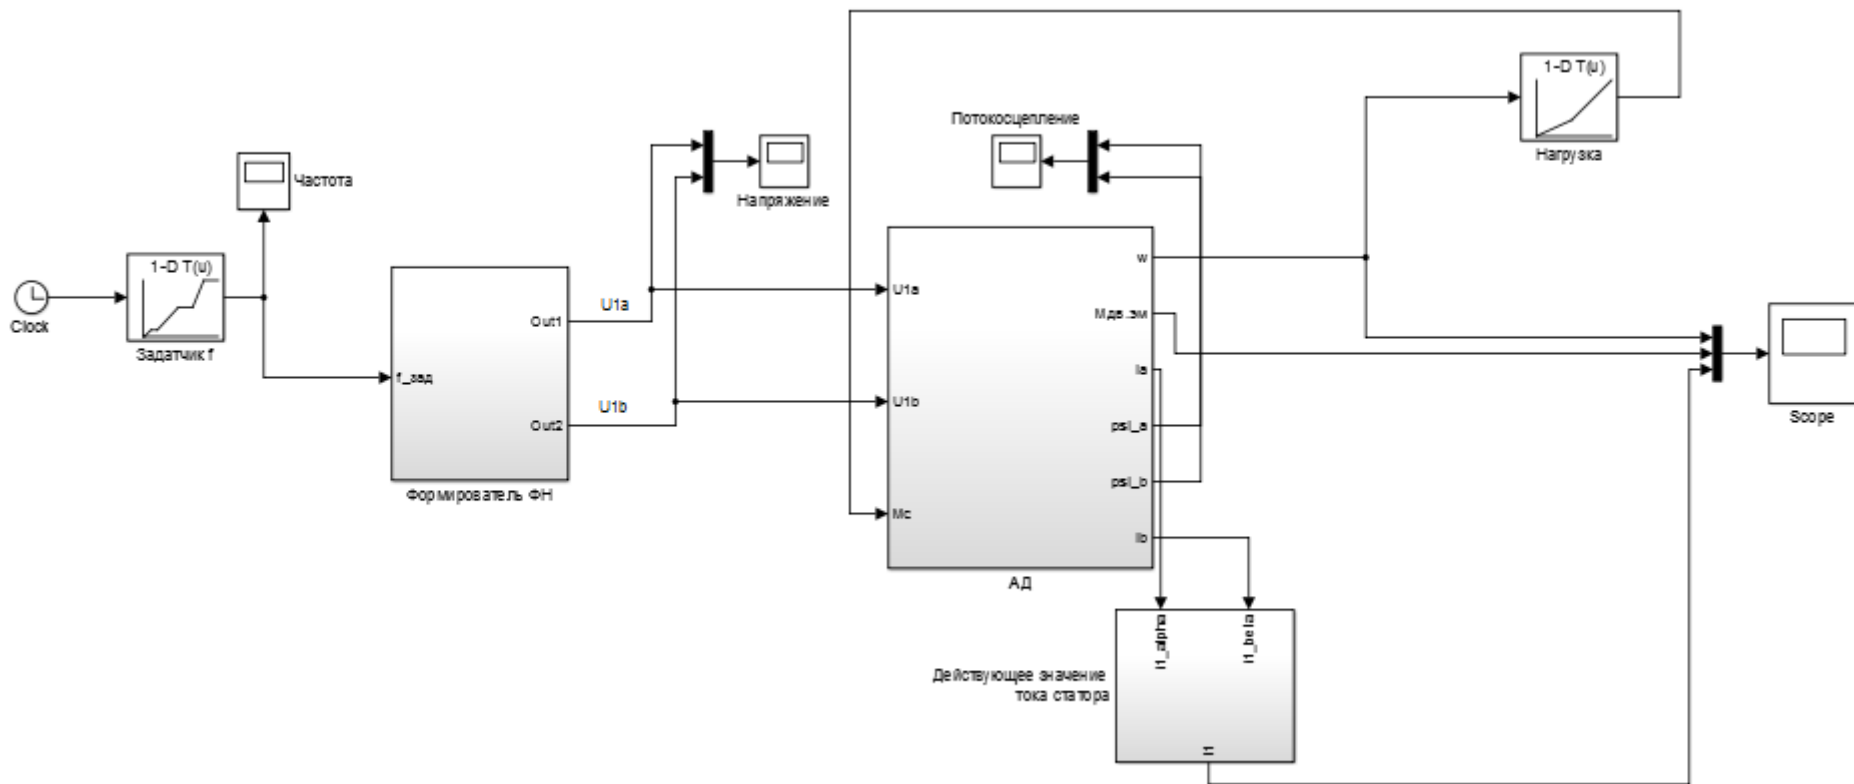 1-D T(u)
Нагрузка
Потокосцепление
Частота
Напряжение
1-D T(u)
Clock
Задатчик f
f_зад
Out1
Out2
Формирователь ФН
U1a
U1b
U1a
U1b
Mc
w
Мдв.эм
Ia
psi_a
psi_b
Ib
АД
Scope
I1_alpha
I1_beta
I1
Действующее значение
тока статора